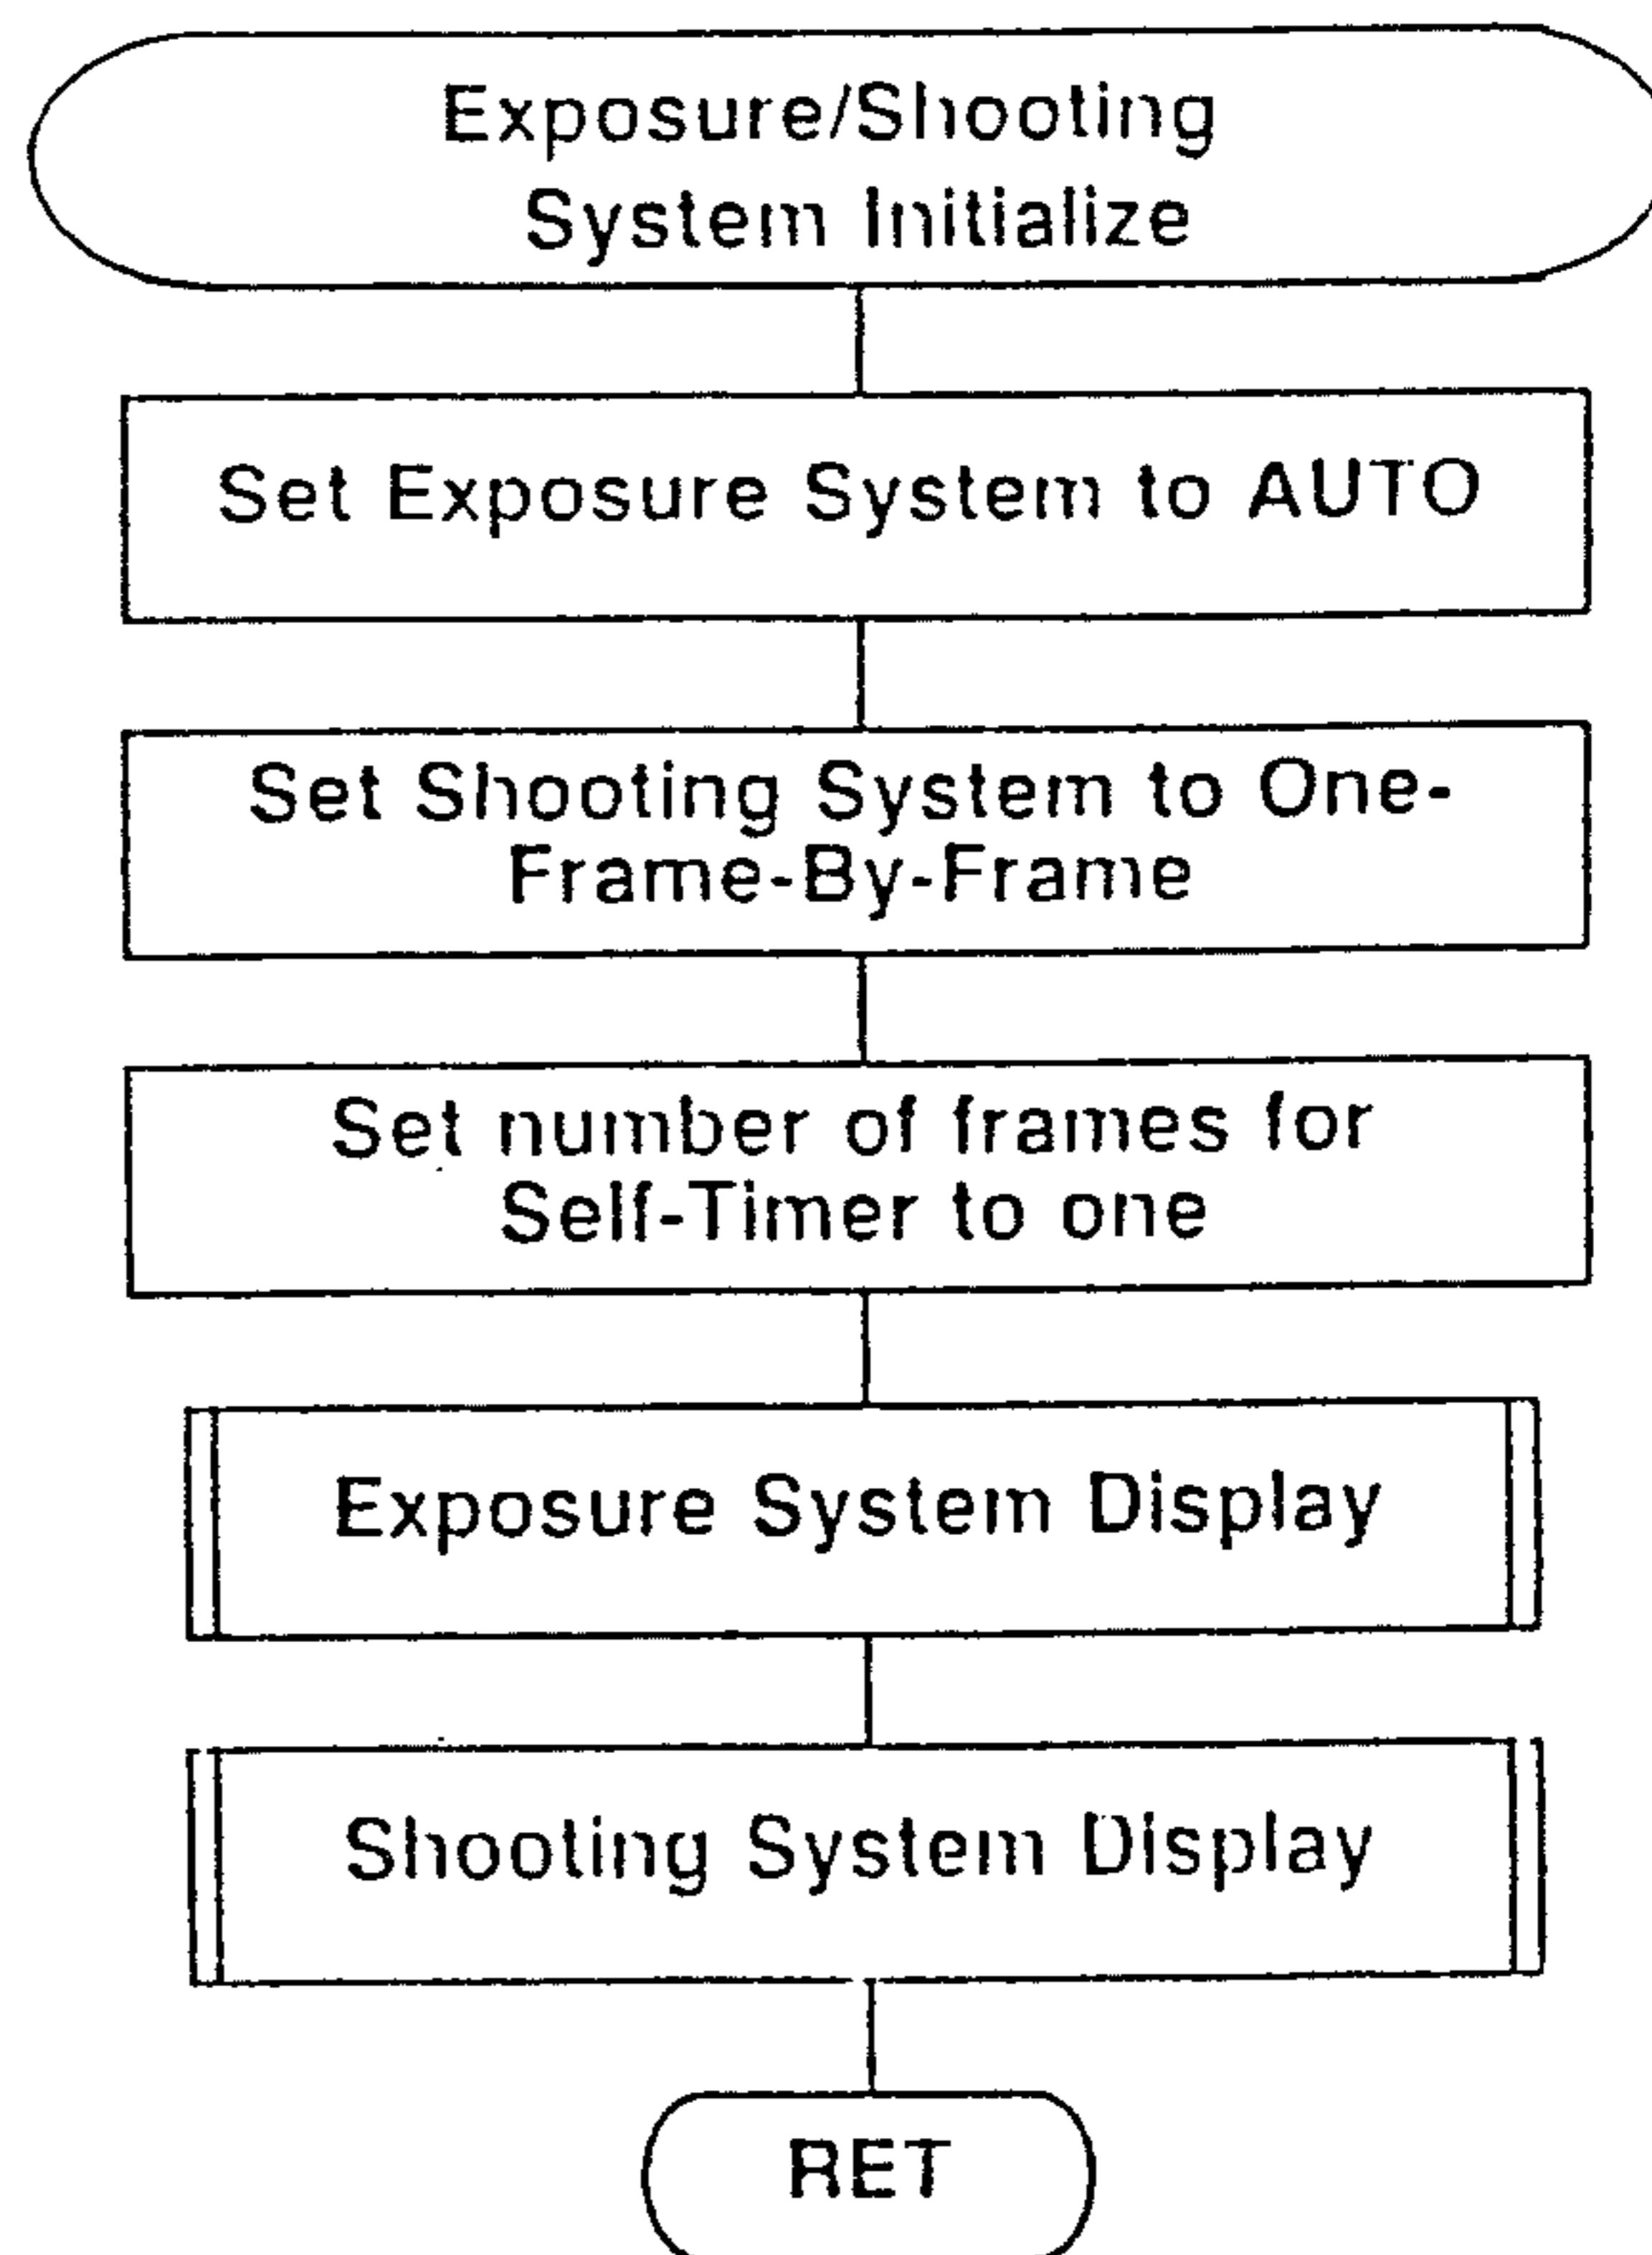 Exposure/Shooting
System Initialize
Set Exposure System to AUTO
Set Shooting System to One-
Frame-By-Frame
Set number of frames for
Self-Timer to one
Exposure System Display
Shooting System Display
RET